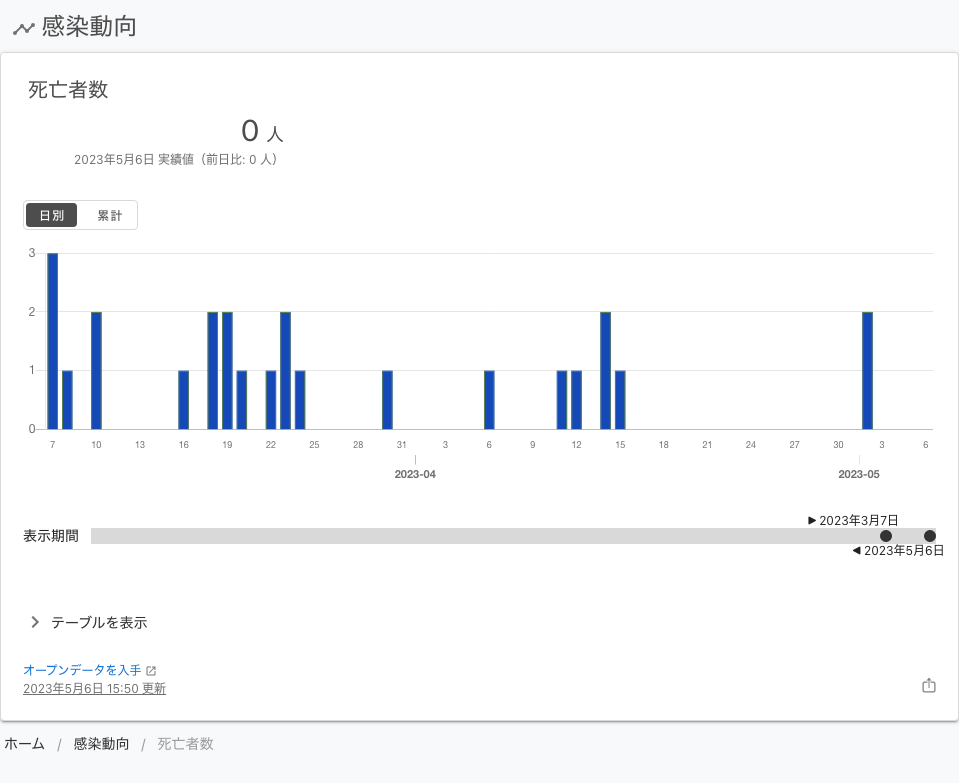 感染動向
死亡者数
0 人
2023年5月6日 実績値（前日比: 0 人）
日別 累計
3
2
1
0
7 10 13 16 19 22 25 28 31 3 6 9 12 15 18 21 24 27 30 3 6
2023-04 2023-05
2023年3月7日
表示期間
2023年5月6日
テーブルを表示
オープンデータを入手
2023年5月6日 15:50 更新
ホーム / 感染動向 / 死亡者数